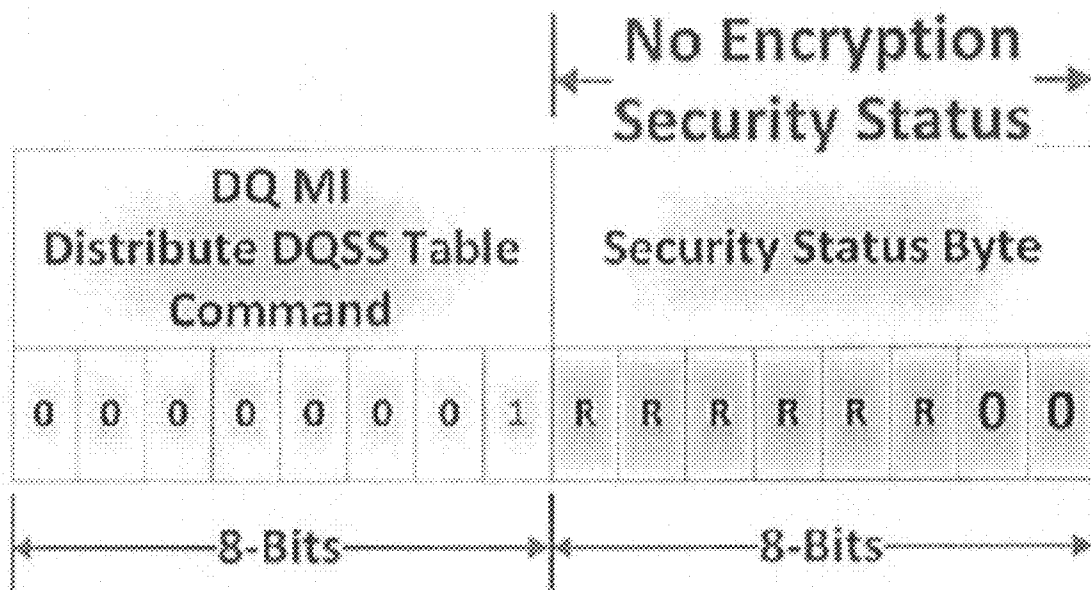 No Encryption
Security Status
DQ MI
Distribute DQSS Table
Command
Security Status Byte
0 0 0 0 0 0 0 1 R R R R R R 0 0
8-Bits 8-Bits